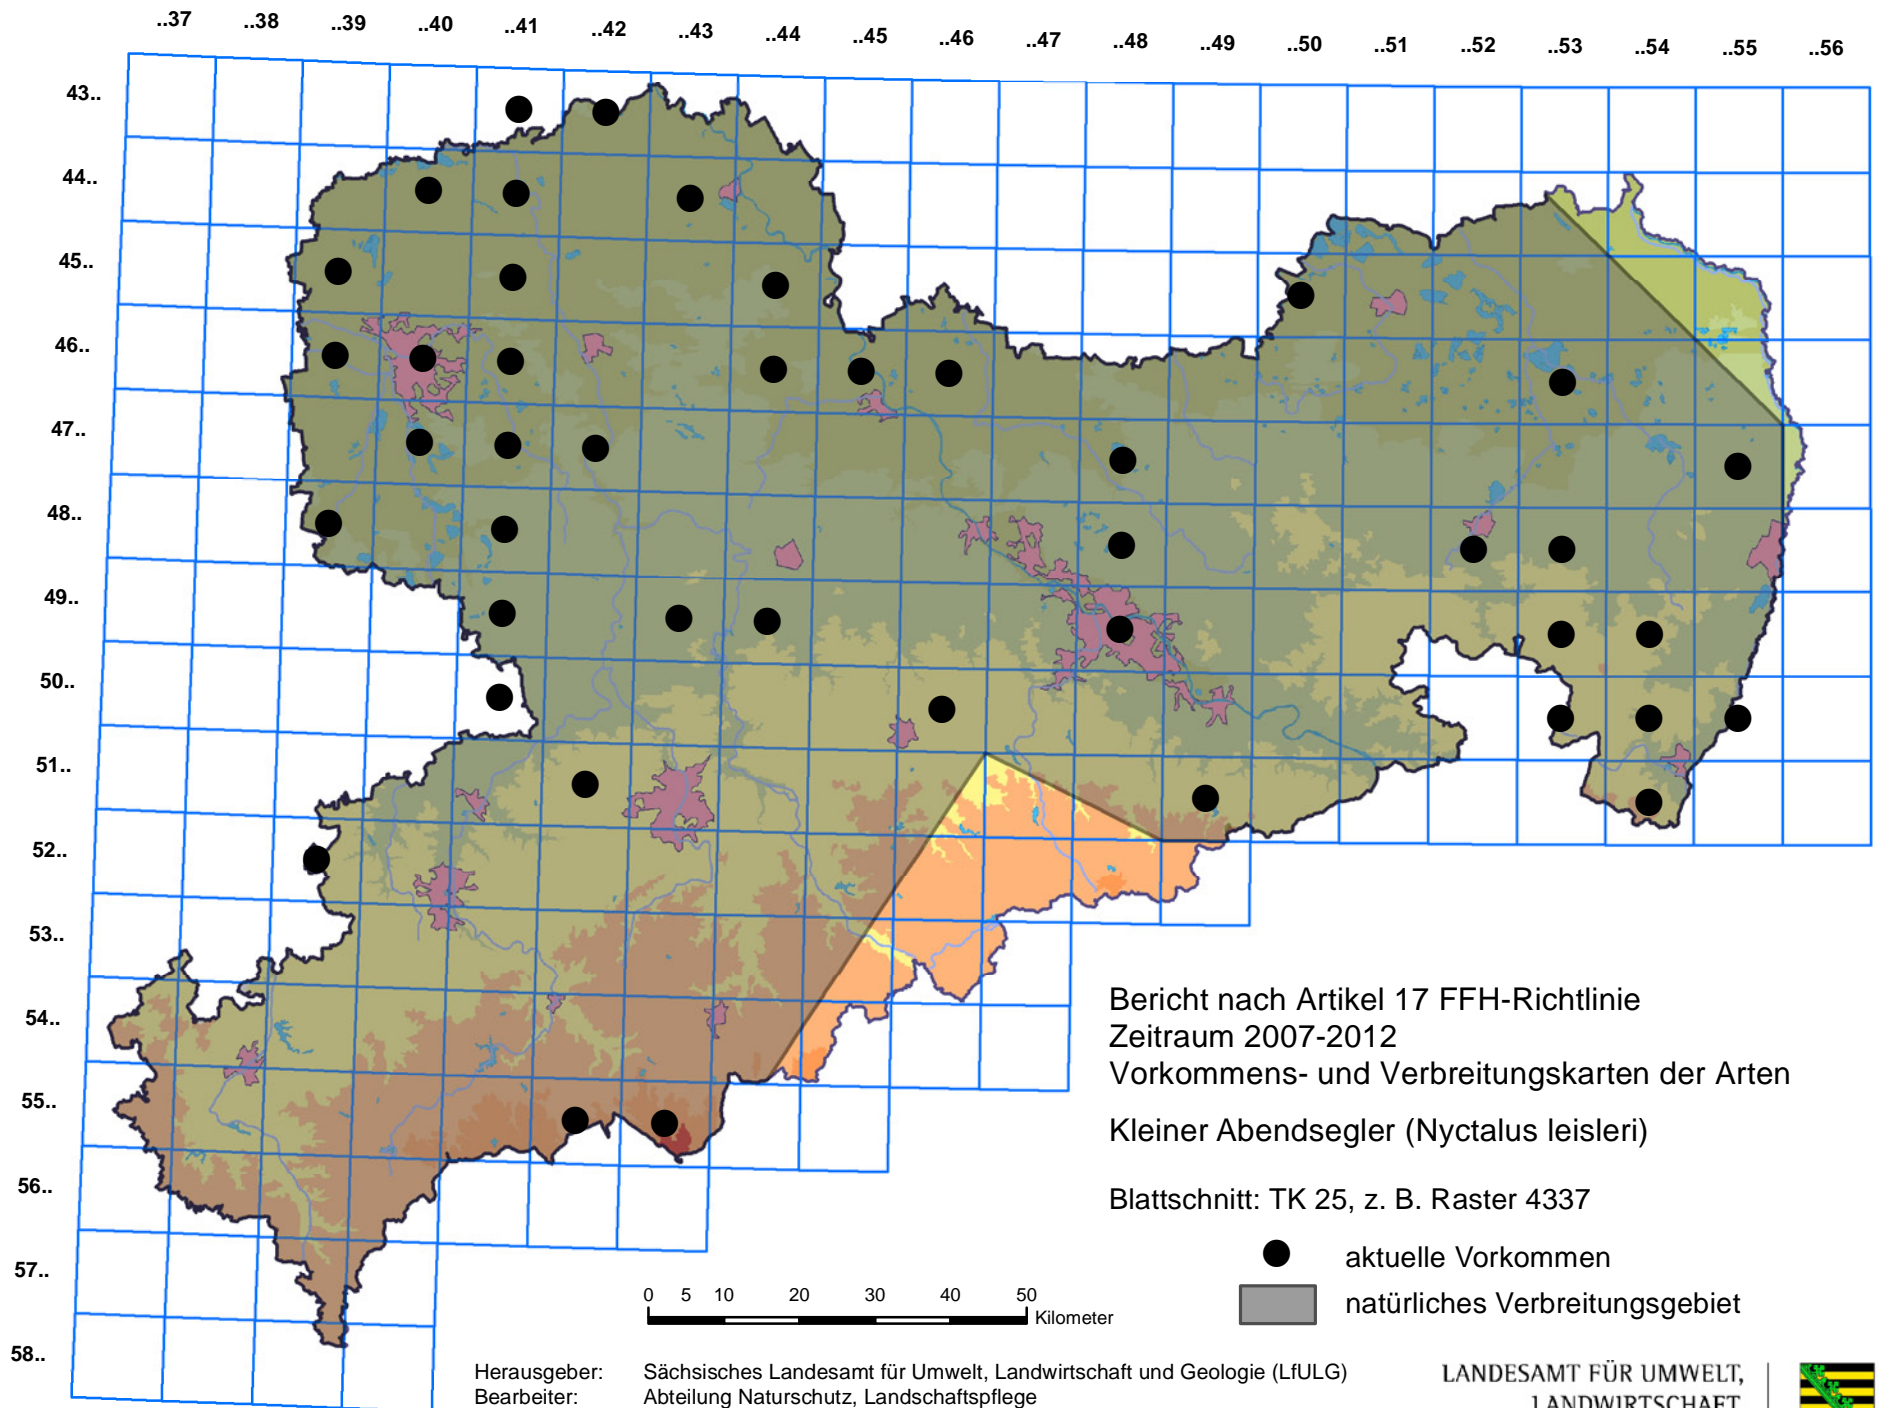 ..37 ..38 ..39 ..40 ..41 ..42 ..43 ..44 ..45 ..46 ..47 ..48 ..49 ..50 ..51 ..52 ..53 ..54 ..55 ..56
43..
44..
45..
46..
47..
48..
49..
50..
51..
52..
53..
54..
55..
56..
57..
58..
Bericht nach Artikel 17 FFH-Richtlinie
Zeitraum 2007-2012
Vorkommens- und Verbreitungskarten der Arten
Kleiner Abendsegler (Nyctalus leisleri)
Blattschnitt: TK 25, z. B. Raster 4337
aktuelle Vorkommen
natürliches Verbreitungsgebiet
0 5 10 20 30 40 50
Kilometer
Herausgeber: Sächsisches Landesamt für Umwelt, Landwirtschaft und Geologie (LfULG)
Bearbeiter: Abteilung Naturschutz, Landschaftspflege
LANDESAMT FÜR UMWELT,
LANDWIRTSCHAFT